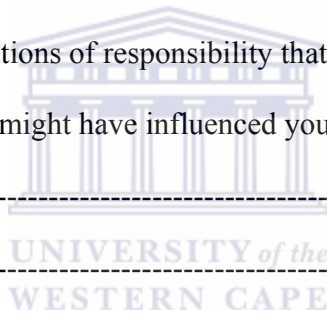 tions of responsibility that
might have influenced you
UNIVERSITY of the
WESTERN CAPE